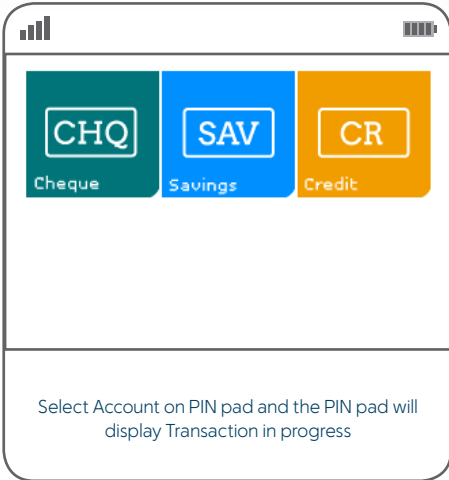 CHQ SAV CR
Cheque Savings Credit
Select Account on PIN pad and the PIN pad will
display Transaction in progress